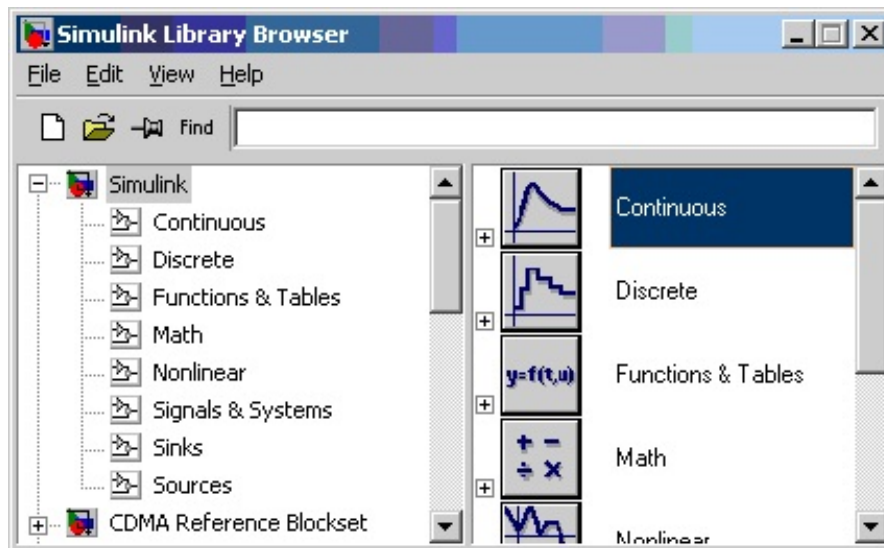 Simulink Library Browser
File Edit View Help
Find
Simulink
Continuous
Discrete
Functions & Tables
Math
Nonlinear
Signals & Systems
Sinks
Sources
CDMA Reference Blockset
Continuous
Discrete
y=f(t,u) Functions & Tables
Math
Nonlinear